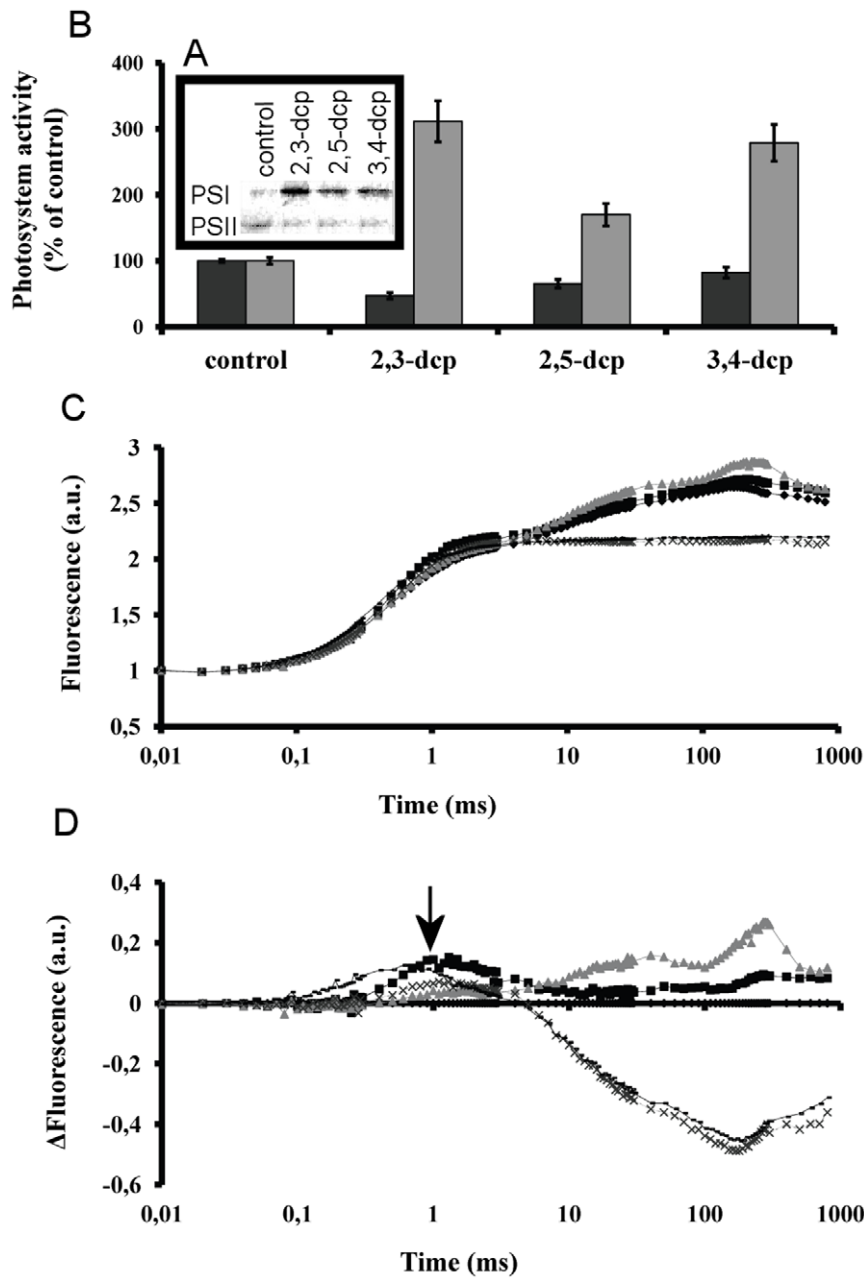 B
A
Photosystem activity
(% of control)
400
300
200
100
0
control
2,3-dcp
2,5-dcp
3,4-dcp
PSI
PSII
control
2,3-dcp
2,5-dcp
3,4-dcp
C
Fluorescence (a.u.)
3
2,5
2
1,5
1
0,5
0,01
0,1
1
10
100
1000
Time (ms)
D
ΔFluorescence (a.u.)
0,4
0,2
0
-0,2
-0,4
-0,6
0,01
0,1
1
10
100
1000
Time (ms)